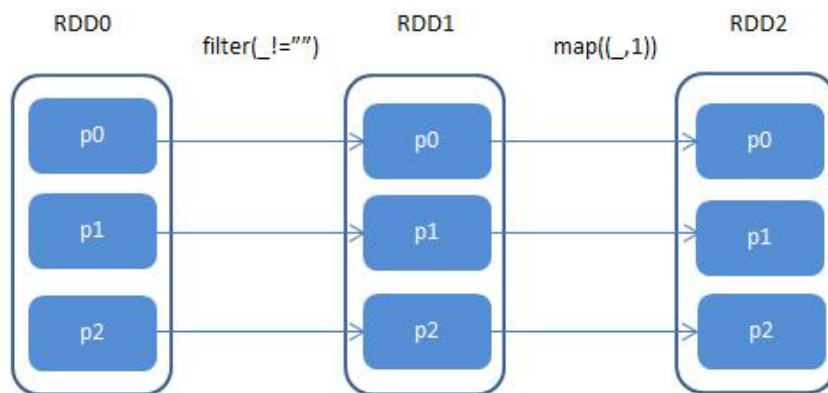 RDD0
RDD1
RDD2
filter(_!=””)
map((_,1))
p0
p0
p0
p1
p1
p1
p2
p2
p2